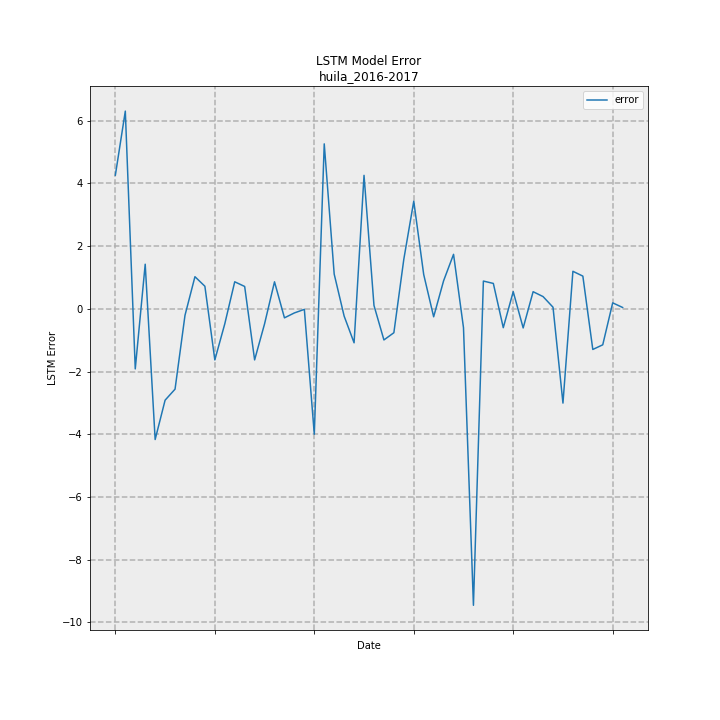 LSTM Model Error
huila_2016-2017
error
6
4
2
0
−2
−4
−6
−8
−10
LSTM Error
Date